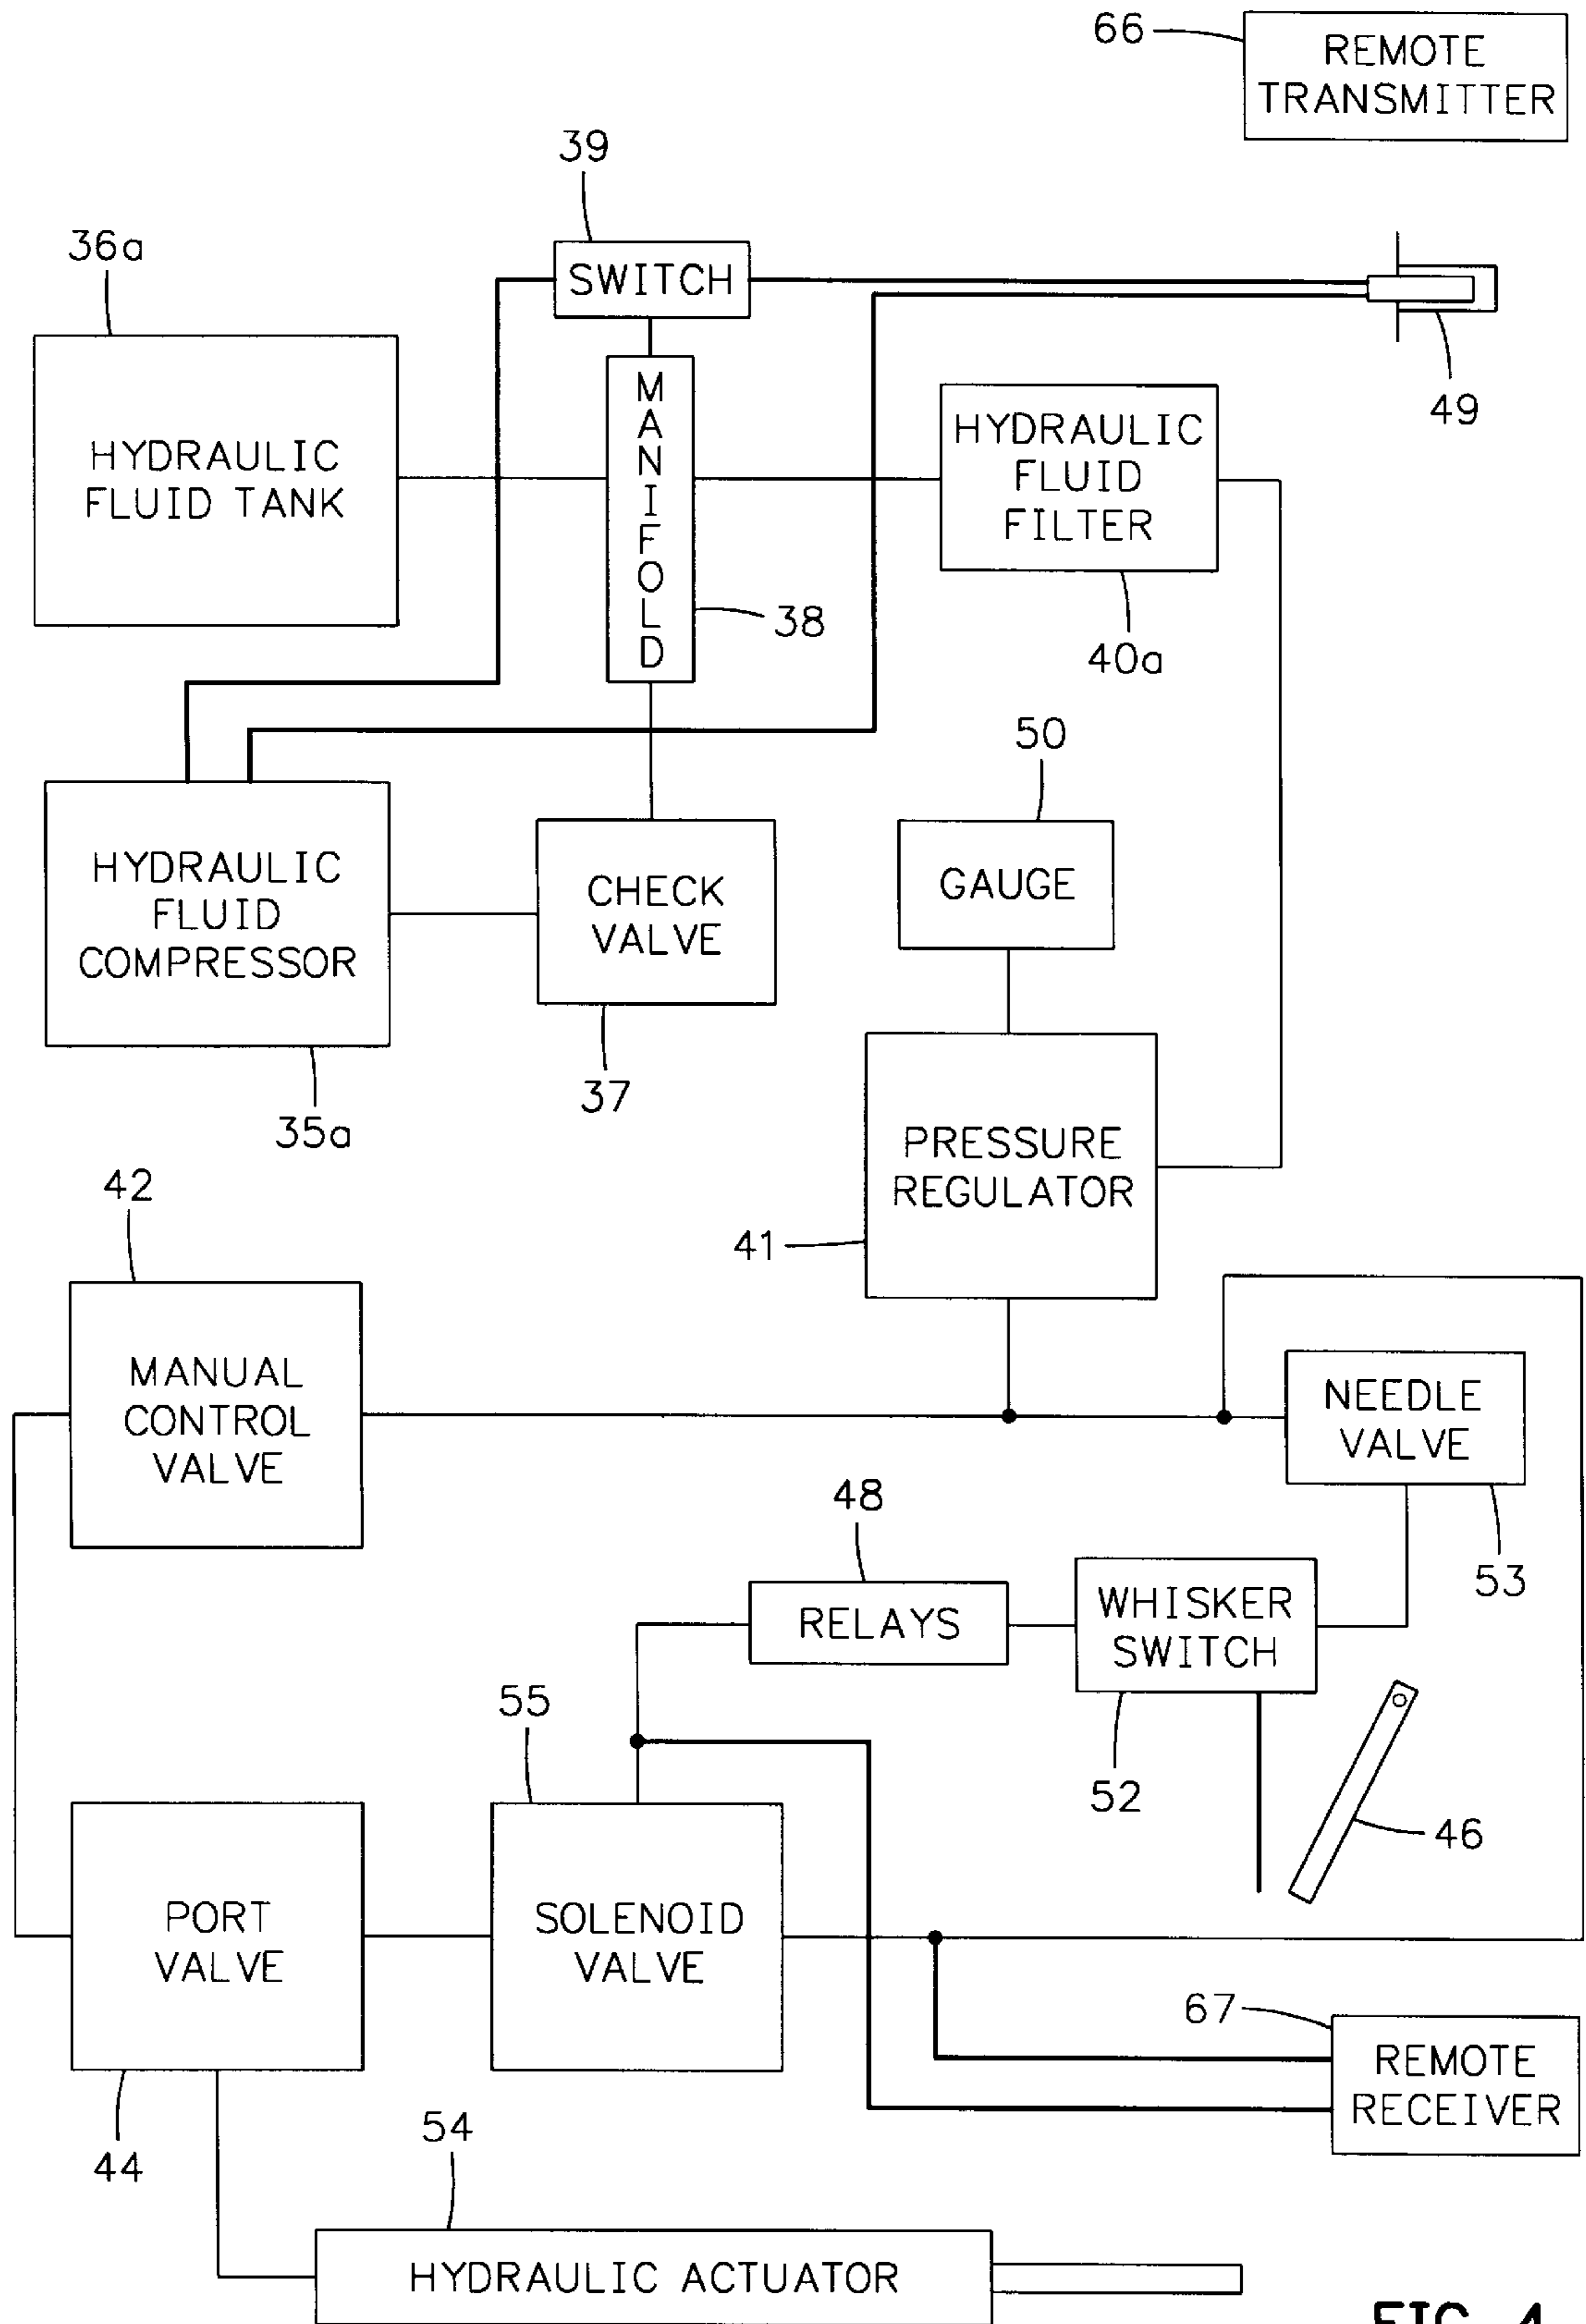 66
REMOTE
TRANSMITTER
39
36a
SWITCH
49
HYDRAULIC
FLUID TANK
MANIFOLD
38
HYDRAULIC
FLUID
FILTER
40a
50
HYDRAULIC
FLUID
COMPRESSOR
35a
CHECK
VALVE
37
GAUGE
PRESSURE
REGULATOR
41
42
MANUAL
CONTROL
VALVE
NEEDLE
VALVE
53
48
RELAYS
WHISKER
SWITCH
52
46
55
PORT
VALVE
44
SOLENOID
VALVE
67
REMOTE
RECEIVER
54
HYDRAULIC ACTUATOR
FIG. 4